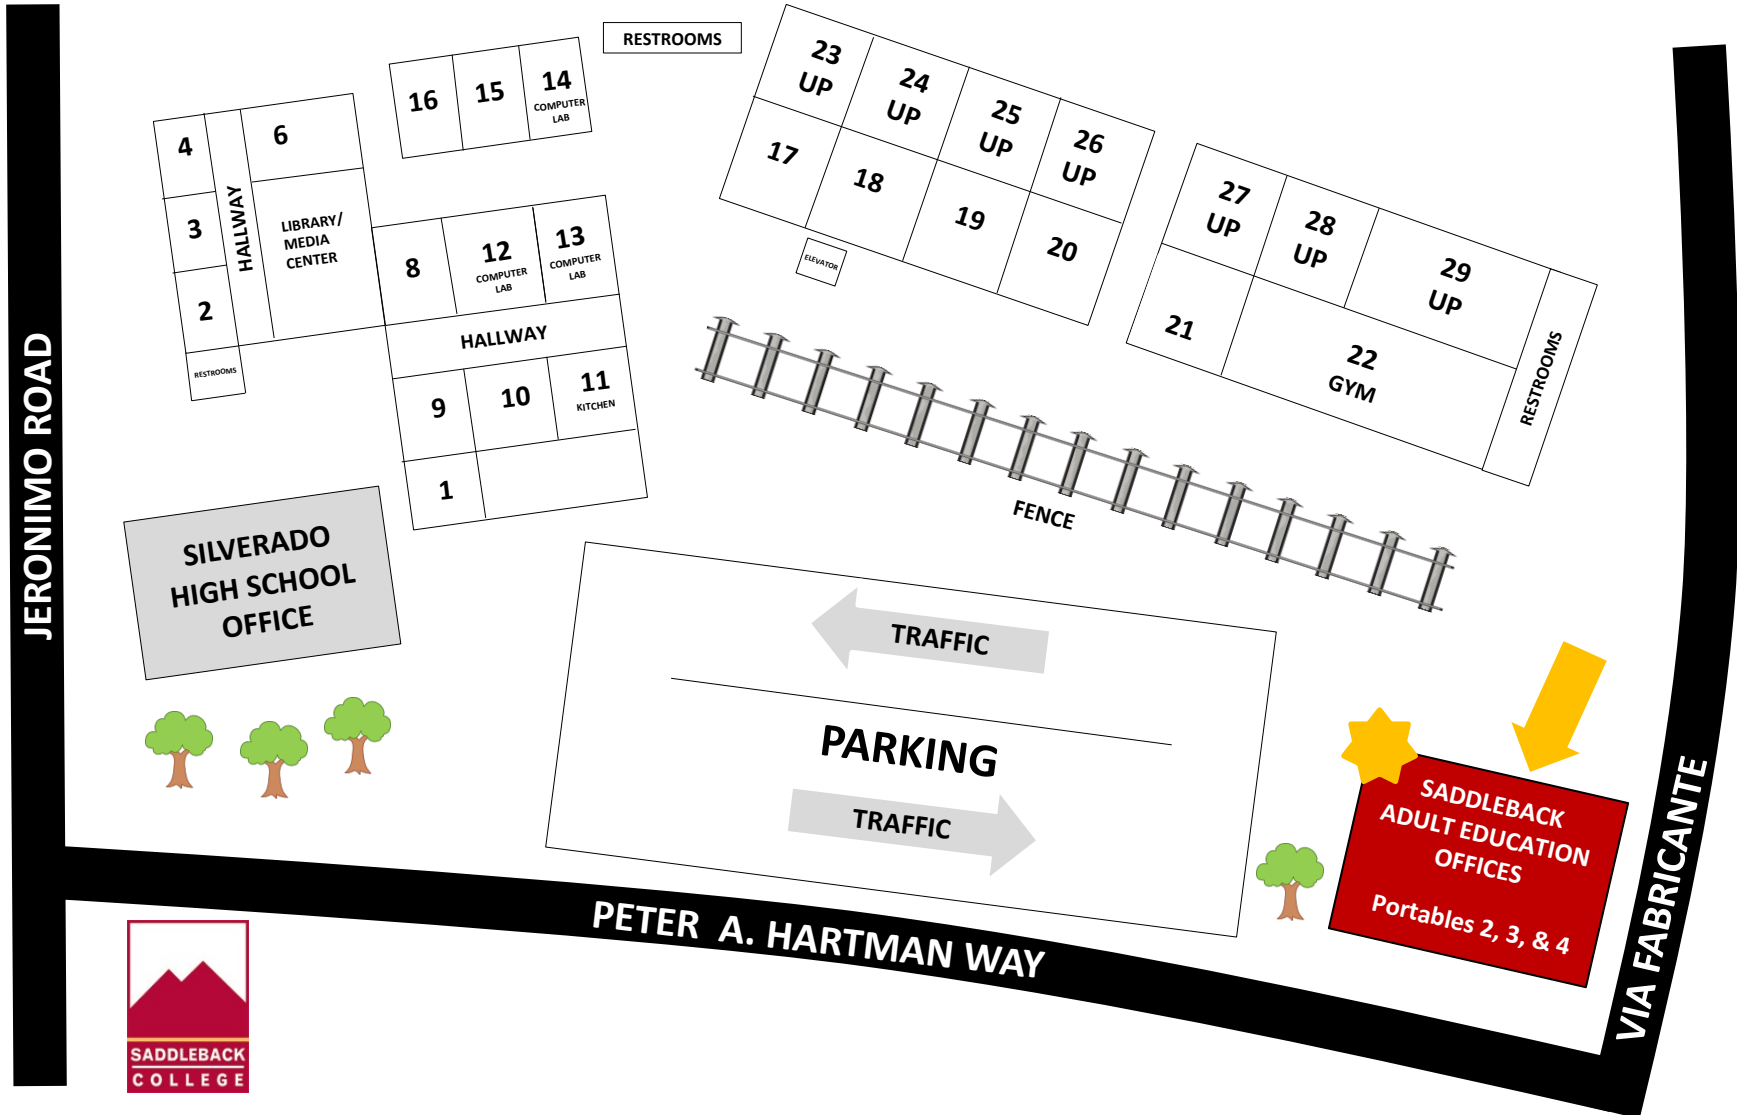 RESTROOMS
23
UP
24
UP
25
UP
26
UP
17
18
19
20
ELEVATOR
16
15
14
COMPUTER
LAB
4
6
3
HALLWAY
LIBRARY/
MEDIA
CENTER
2
RESTROOMS
8
12
COMPUTER
LAB
13
COMPUTER
LAB
HALLWAY
9
10
11
KITCHEN
1
27
UP
28
UP
29
UP
21
22
GYM
RESTROOMS
FENCE
JERONIMO ROAD
SILVERADO
HIGH SCHOOL
OFFICE
TRAFFIC
PARKING
TRAFFIC
SADDLEBACK
ADULT EDUCATION
OFFICES
Portables 2, 3, & 4
VIA FABRICANTE
PETER A. HARTMAN WAY
SADDLEBACK
COLLEGE